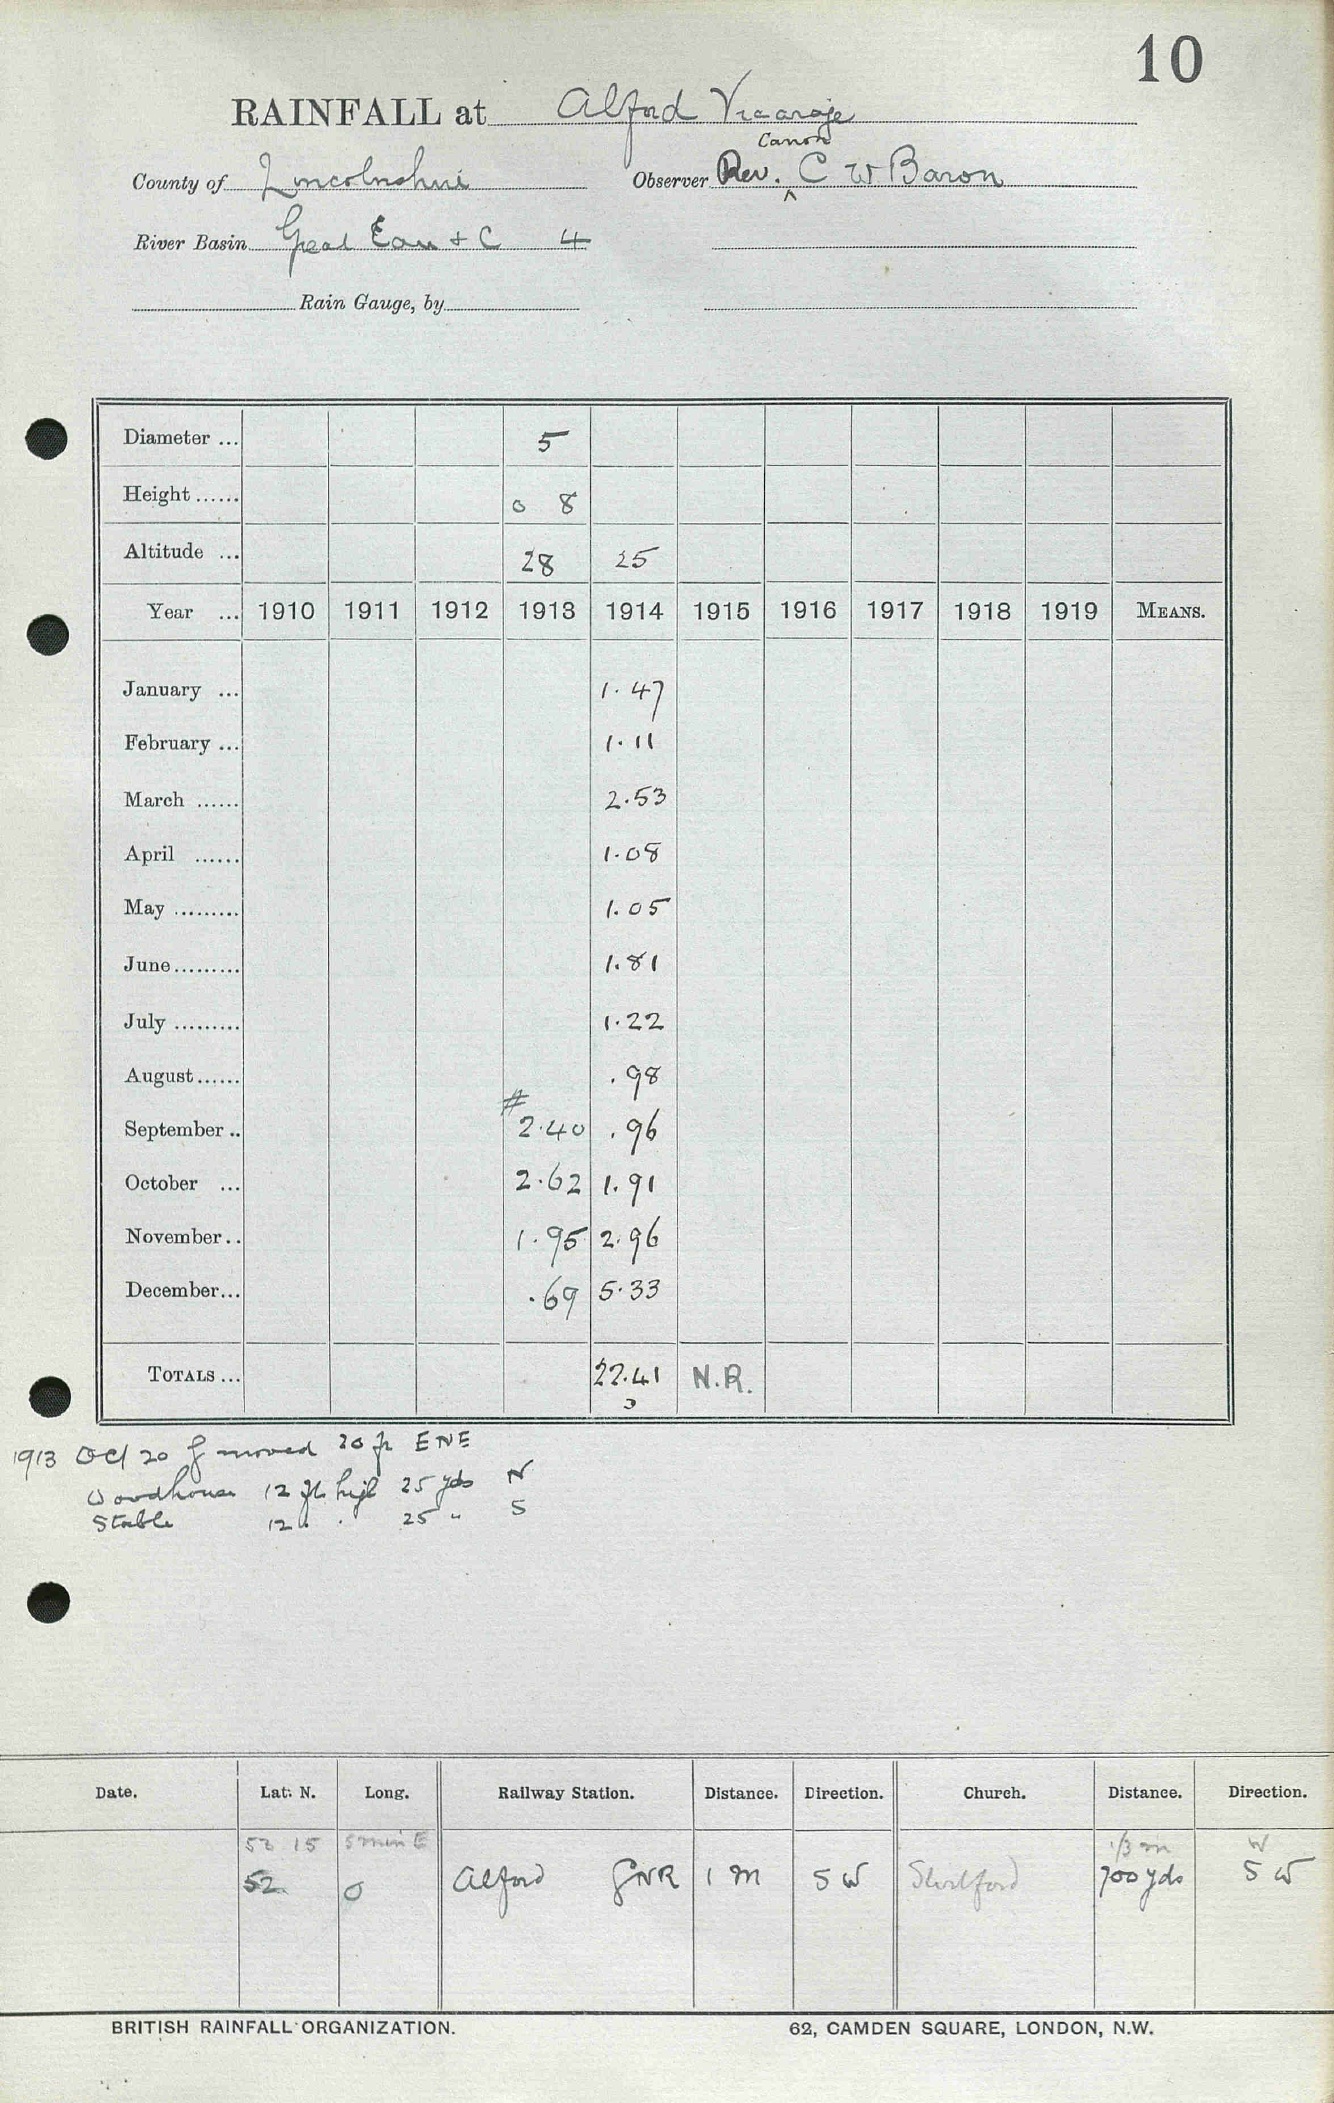 10
RAINFALL at Alford Vicarage
Canon
County of Lincolnshire Observer Rev. ^ C W Baron
River Basin Great Eau & C 4
Rain Gauge, by
Diameter ... 5
Height ...... 0 8
Altitude ... 28 25
Year ... 1910 1911 1912 1913 1914 1915 1916 1917 1918 1919 MEANS.
January ... 1.47
February ... 1.11
March ...... 2.53
April ...... 1.08
May ......... 1.05
June ......... 1.81
July ......... 1.22
August ...... .98
#
September .. 2.40 .96
October ... 2.62 1.91
November .. 1.95 2.96
December ... .69 5.33
TOTALS ... 22.41 N.R.
1913 Oct 20 g moved 20 ft ENE
Woodhouse 12 ft high 25 yds N
Stable 12 " " 25 " S
Date. Lat. N. Long. Railway Station. Distance. Direction. Church. Distance. Direction.
53 15 5 min E 1/3 m W
52 0 Alford GNR 1 m SW 700 yds SW
BRITISH RAINFALL ORGANIZATION. 62, CAMDEN SQUARE, LONDON, N.W.